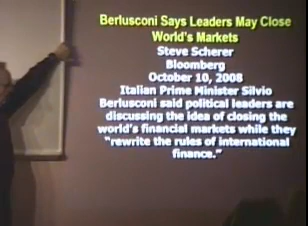 Berlusconi Says Leaders May Close
World's Markets
Steve Scherer
Bloomberg
October 10, 2008
Italian Prime Minister Silvio
Berlusconi said political leaders are
discussing the idea of closing the
world's financial markets while they
"rewrite the rules of international
finance."